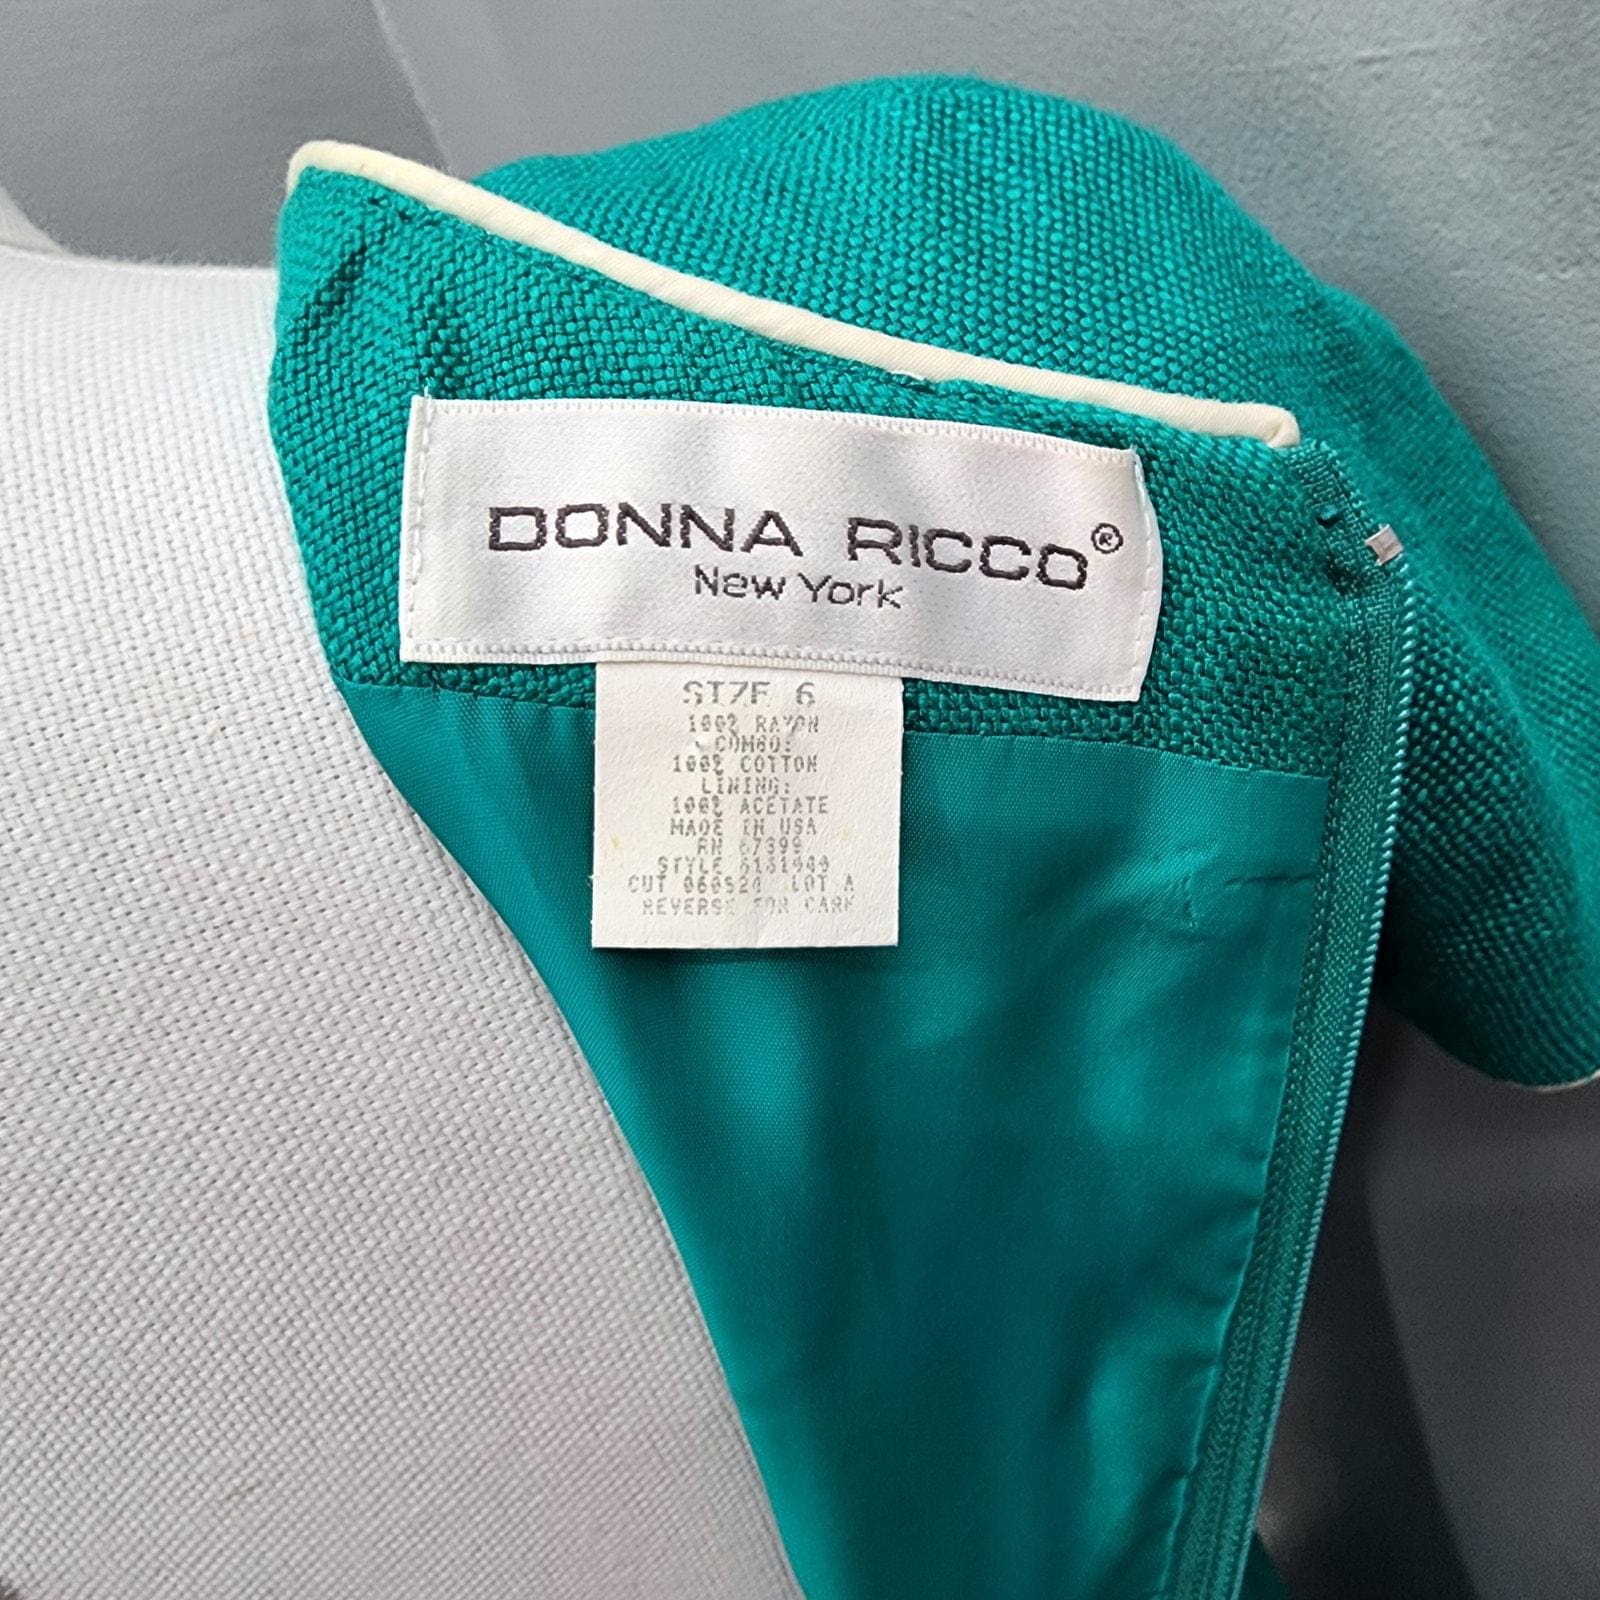 DONNA RICCO®
New York
SIZE 6
100% RAYON
COMBO:
100% COTTON
LINING:
100% ACETATE
MADE IN USA
RN 67399
STYLE
CUT LOT A
REVERSE FOR CARE